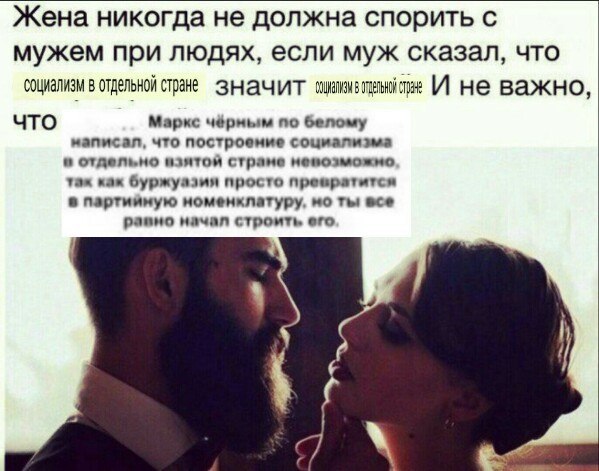 Жена никогда не должна спорить с
мужем при людях, если муж сказал, что
социализм в отдельной стране значит социализм в отдельной стране И не важно,
что
Маркс чёрным по белому
написал, что построение социализма
в отдельно взятой стране невозможно,
так как буржуазия просто превратится
в партийную номенклатуру, но ты все
равно начал строить его.